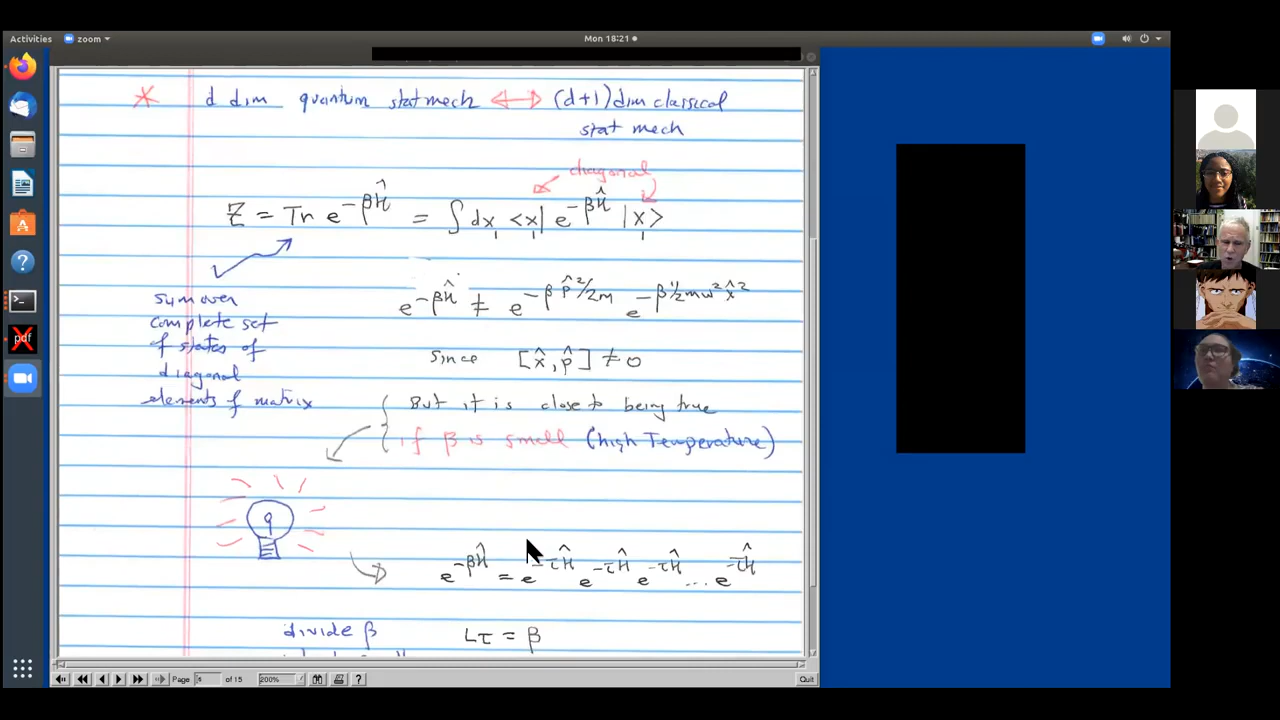 Activities zoom Mon 18:21
* d dim quantum stat mech ↔ (d+1) dim classical
stat mech
diagonal
Z = Tr e^{-βĤ} = ∫ dx₁ <x₁| e^{-βĤ} |x₁>
e^{-βĤ} ≠ e^{-β p̂²/2m} e^{-β ½mω² x̂²}
sum over
complete set
of states of
diagonal
elements of matrix
since [x̂, p̂] ≠ 0
But it is close to being true
if β is small (high Temperature)
e^{-βĤ} = e^{-τĤ} e^{-τĤ} e^{-τĤ} ... e^{-τĤ}
divide β Lτ = β
pdf
Page 6 of 15 200% Quit